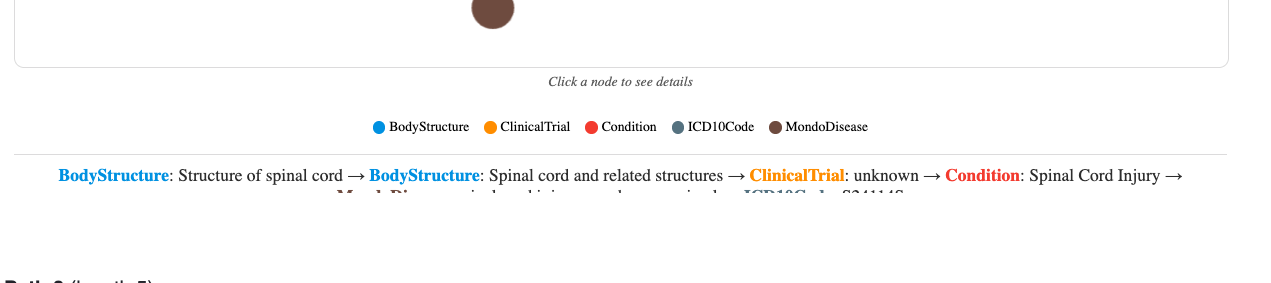 Click a node to see details
BodyStructure ClinicalTrial Condition ICD10Code MondoDisease
BodyStructure: Structure of spinal cord → BodyStructure: Spinal cord and related structures → ClinicalTrial: unknown → Condition: Spinal Cord Injury →